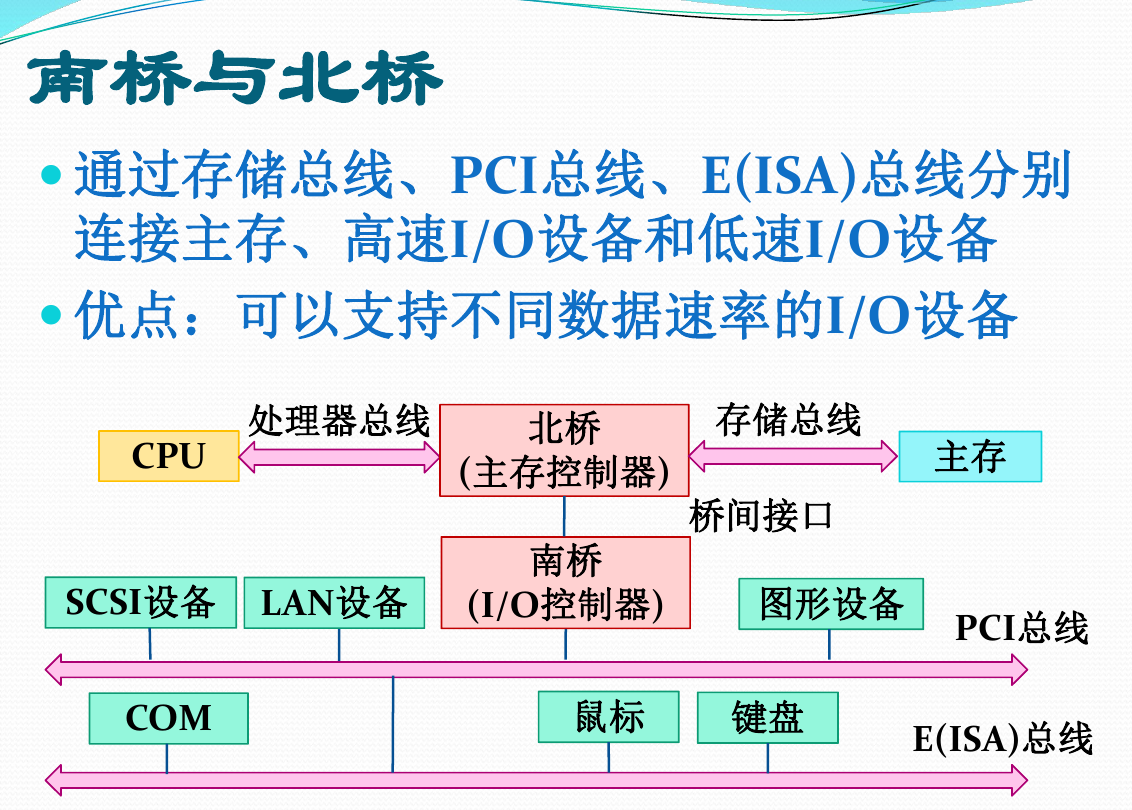 南桥与北桥
通过存储总线、PCI总线、E(ISA)总线分别
连接主存、高速I/O设备和低速I/O设备
优点：可以支持不同数据速率的I/O设备
处理器总线
存储总线
CPU
北桥
(主存控制器)
主存
桥间接口
南桥
(I/O控制器)
SCSI设备
LAN设备
图形设备
PCI总线
COM
鼠标
键盘
E(ISA)总线